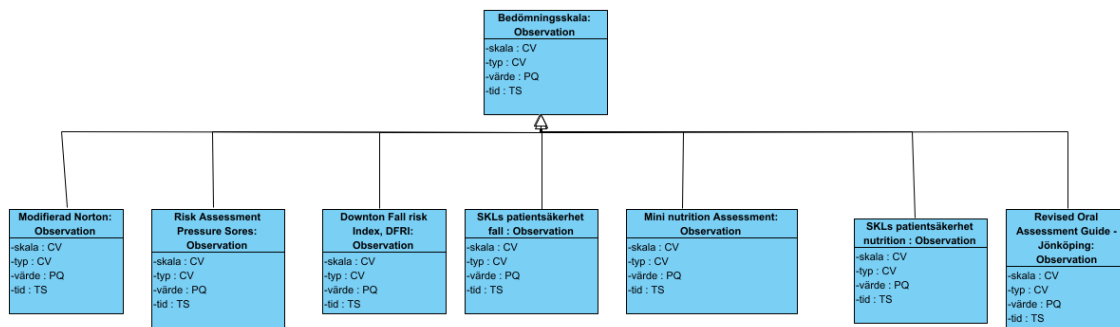 Bedömningsskala:
Observation
-skala : CV
-typ : CV
-värde : PQ
-tid : TS
Modifierad Norton:
Observation
-skala : CV
-typ : CV
-värde : PQ
-tid : TS
Risk Assessment
Pressure Sores:
Observation
-skala : CV
-typ : CV
-värde : PQ
-tid : TS
Downton Fall risk
Index, DFRI:
Observation
-skala : CV
-typ : CV
-värde : PQ
-tid : TS
SKLs patientsäkerhet
fall : Observation
-skala : CV
-typ : CV
-värde : PQ
-tid : TS
Mini nutrition Assessment:
Observation
-skala : CV
-typ : CV
-värde : PQ
-tid : TS
SKLs patientsäkerhet
nutrition : Observation
-skala : CV
-typ : CV
-värde : PQ
-tid : TS
Revised Oral
Assessment Guide -
Jönköping:
Observation
-skala : CV
-typ : CV
-värde : PQ
-tid : TS